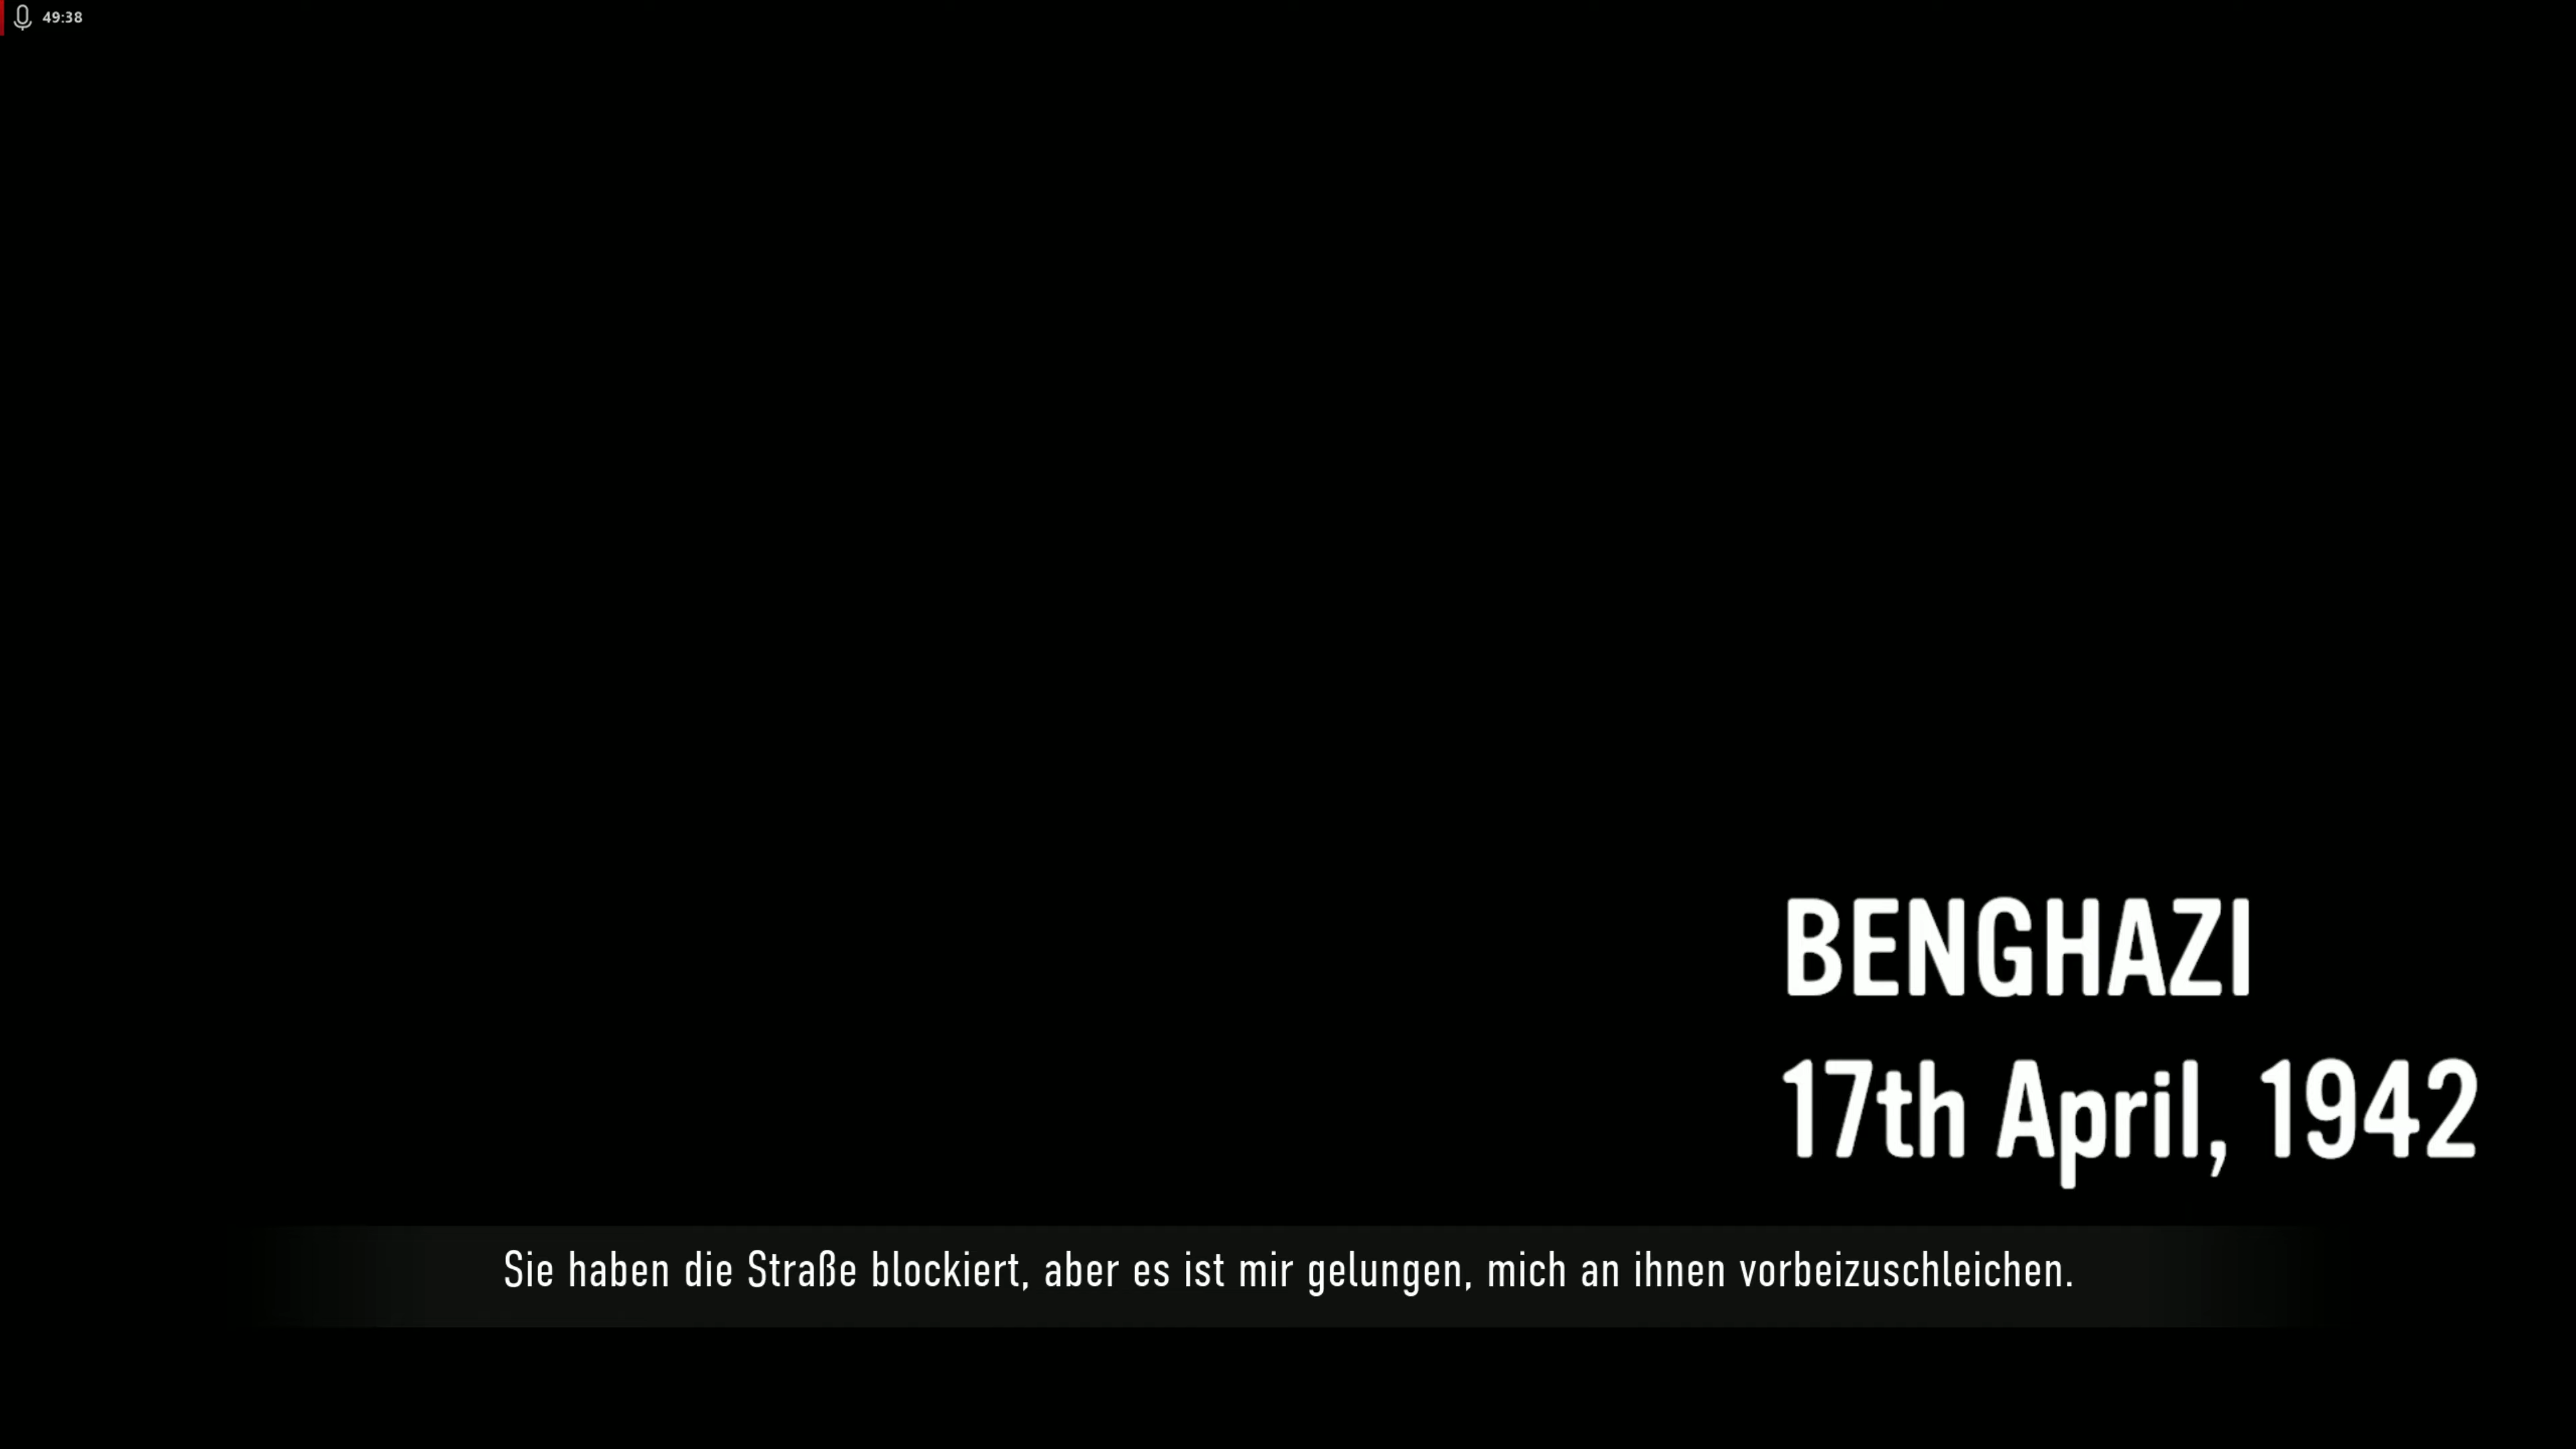 49:38
BENGHAZI
17th April, 1942
Sie haben die Straße blockiert, aber es ist mir gelungen, mich an ihnen vorbeizuschleichen.